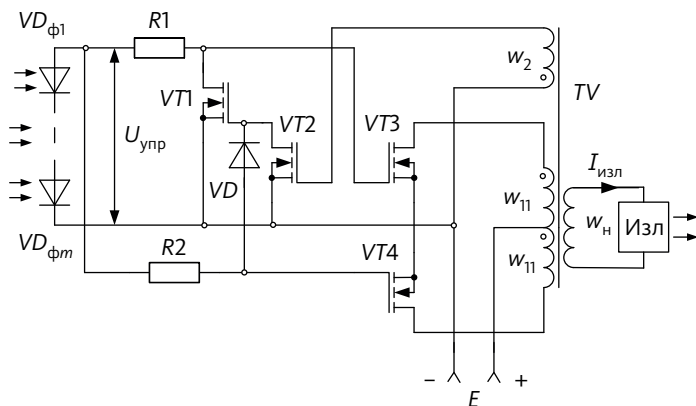 VDф1
R1
w2
TV
VT1
VT2
VT3
Uупр
VD
w11
Iизл
wн
Изл
VDфm
R2
VT4
w11
− E +